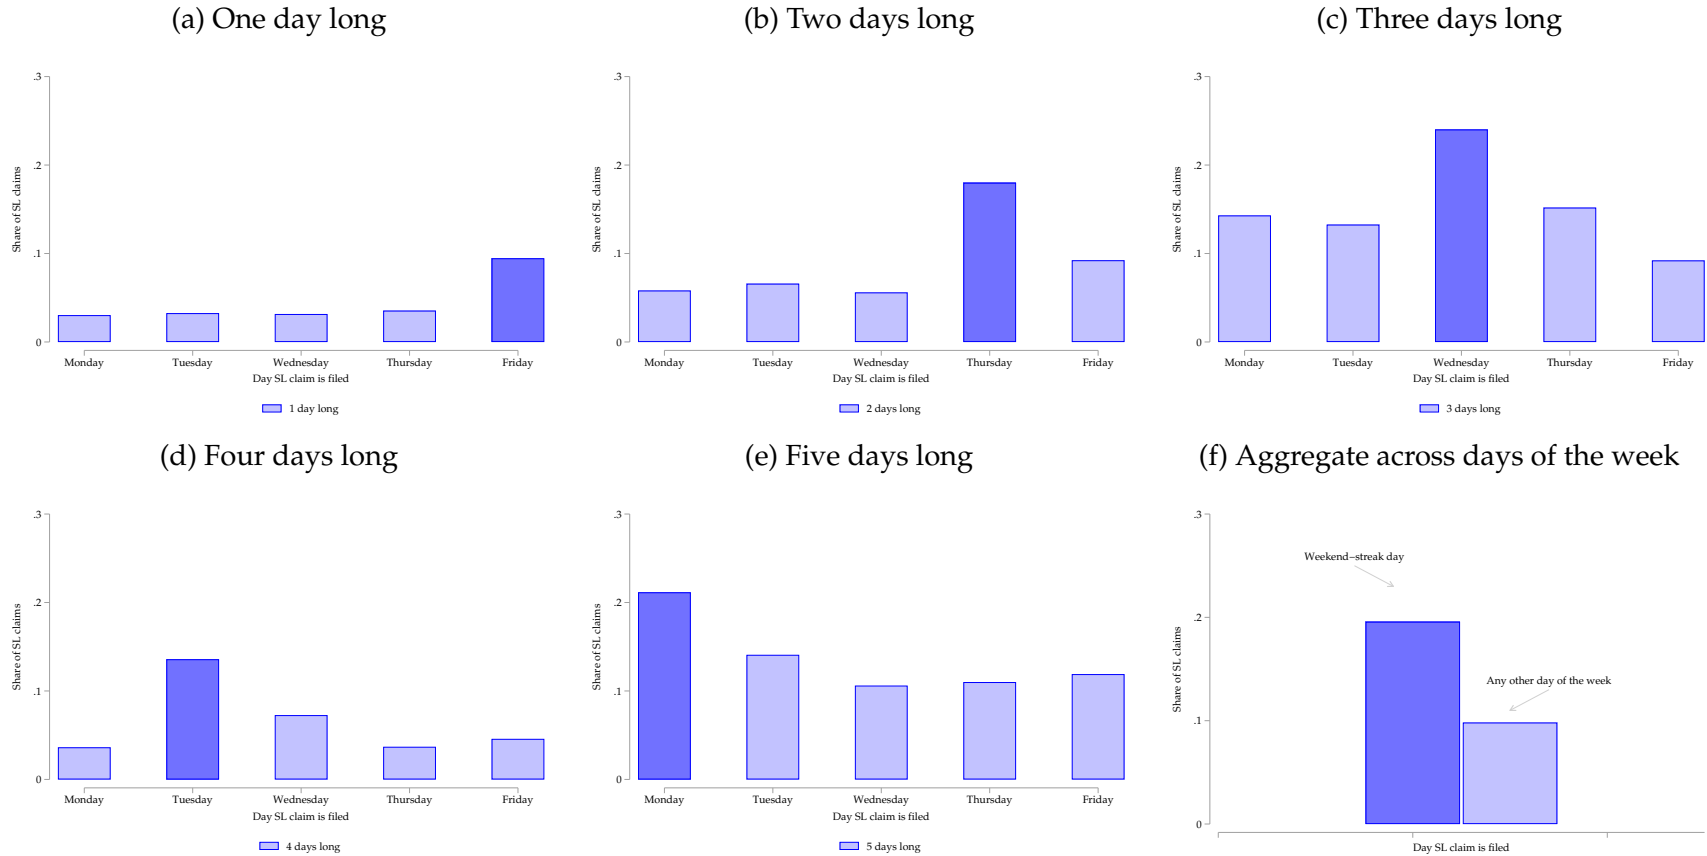 (a) One day long
.3
.2
.1
0
Share of SL claims
Monday Tuesday Wednesday Thursday Friday
Day SL claim is filed
1 day long
(b) Two days long
.3
.2
.1
0
Share of SL claims
Monday Tuesday Wednesday Thursday Friday
Day SL claim is filed
2 days long
(c) Three days long
.3
.2
.1
0
Share of SL claims
Monday Tuesday Wednesday Thursday Friday
Day SL claim is filed
3 days long
(d) Four days long
.3
.2
.1
0
Share of SL claims
Monday Tuesday Wednesday Thursday Friday
Day SL claim is filed
4 days long
(e) Five days long
.3
.2
.1
0
Share of SL claims
Monday Tuesday Wednesday Thursday Friday
Day SL claim is filed
5 days long
(f) Aggregate across days of the week
.3
.2
.1
0
Share of SL claims
Weekend−streak day
Any other day of the week
Day SL claim is filed